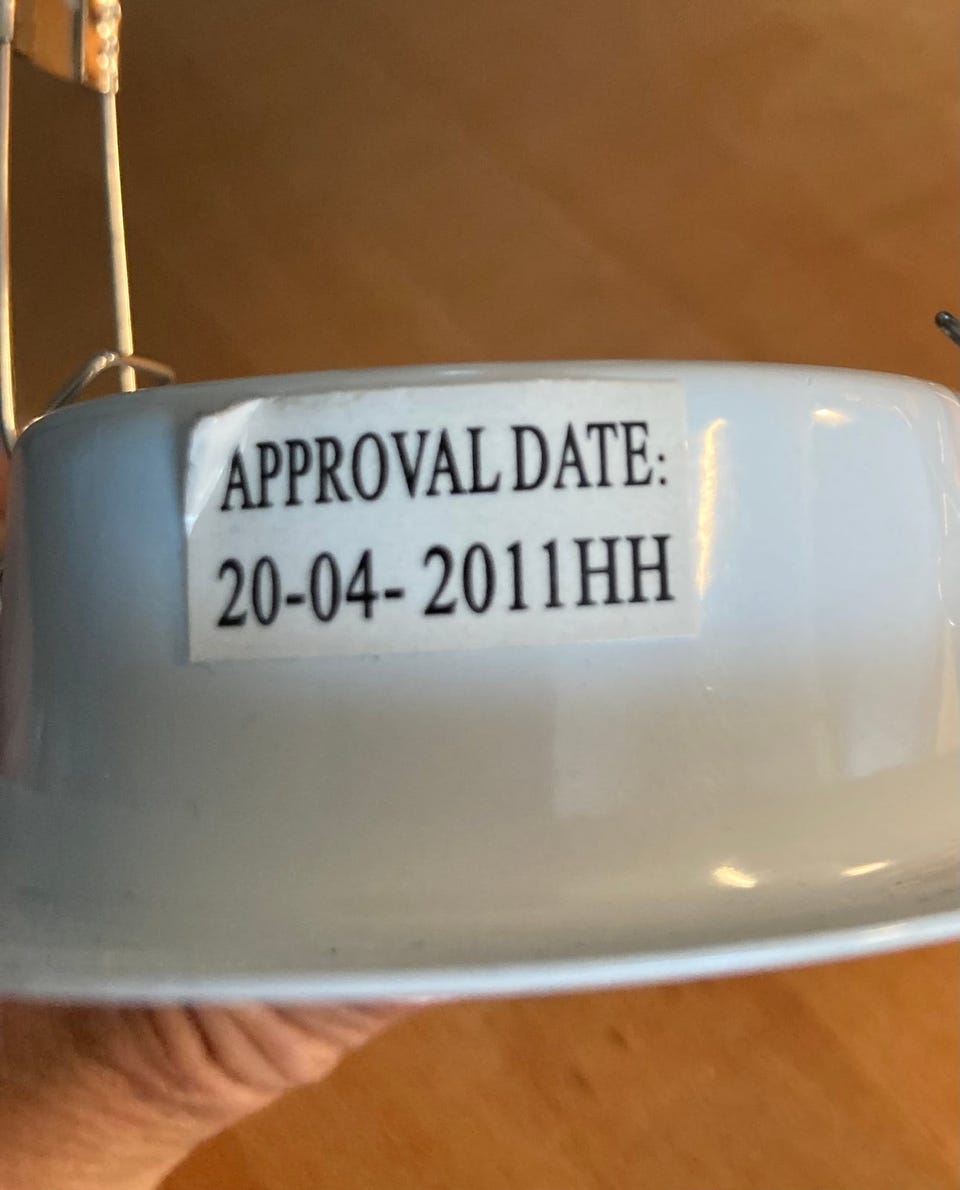 APPROVAL DATE:
20-04- 2011HH